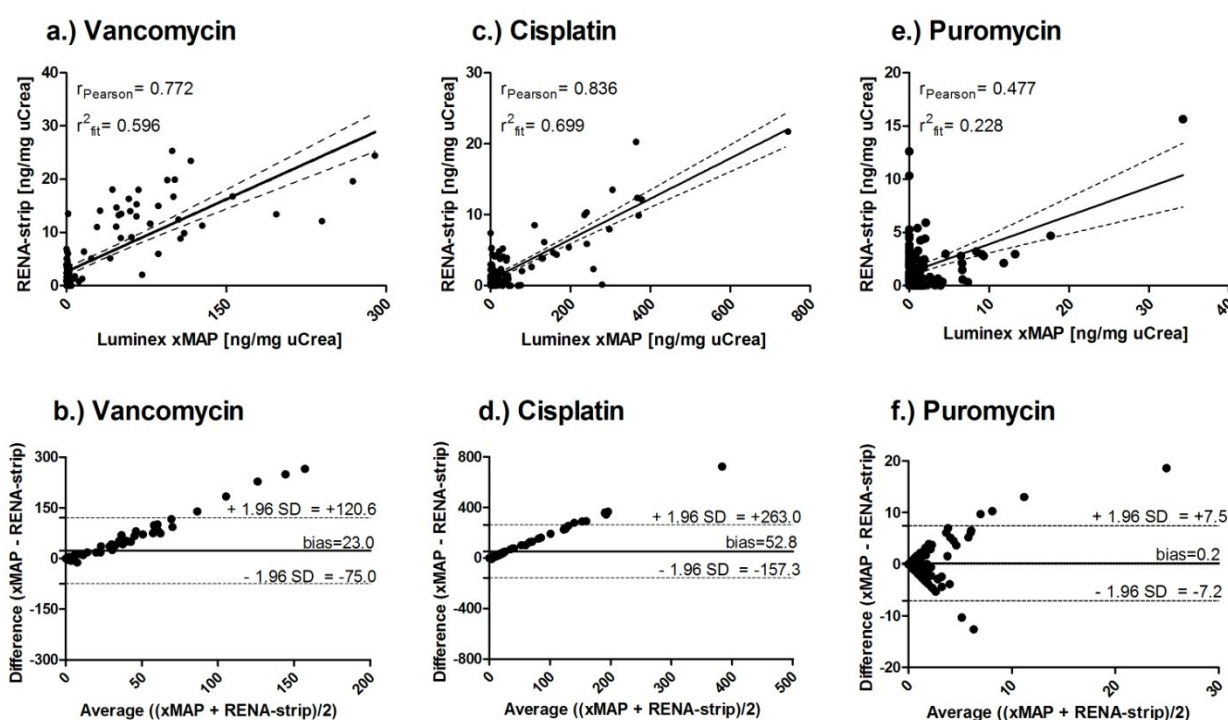 a.) Vancomycin
RENA-strip [ng/mg uCrea]
40
30
20
10
0
r Pearson = 0.772
r² fit = 0.596
0
150
300
Luminex xMAP [ng/mg uCrea]
c.) Cisplatin
RENA-strip [ng/mg uCrea]
30
20
10
0
r Pearson = 0.836
r² fit = 0.699
0
200
400
600
800
Luminex xMAP [ng/mg uCrea]
e.) Puromycin
RENA-strip [ng/mg uCrea]
20
15
10
5
0
r Pearson = 0.477
r² fit = 0.228
0
10
20
30
40
Luminex xMAP [ng/mg uCrea]
b.) Vancomycin
Difference (xMAP - RENA-strip)
300
150
0
-150
-300
+ 1.96 SD = +120.6
bias=23.0
- 1.96 SD = -75.0
0
50
100
150
200
Average ((xMAP + RENA-strip)/2)
d.) Cisplatin
Difference (xMAP - RENA-strip)
800
400
0
-400
-800
+ 1.96 SD = +263.0
bias=52.8
- 1.96 SD = -157.3
0
100
200
300
400
500
Average ((xMAP + RENA-strip)/2)
f.) Puromycin
Difference (xMAP - RENA-strip)
20
10
0
-10
-20
+ 1.96 SD = +7.5
bias=0.2
- 1.96 SD = -7.2
0
10
20
30
Average ((xMAP + RENA-strip)/2)